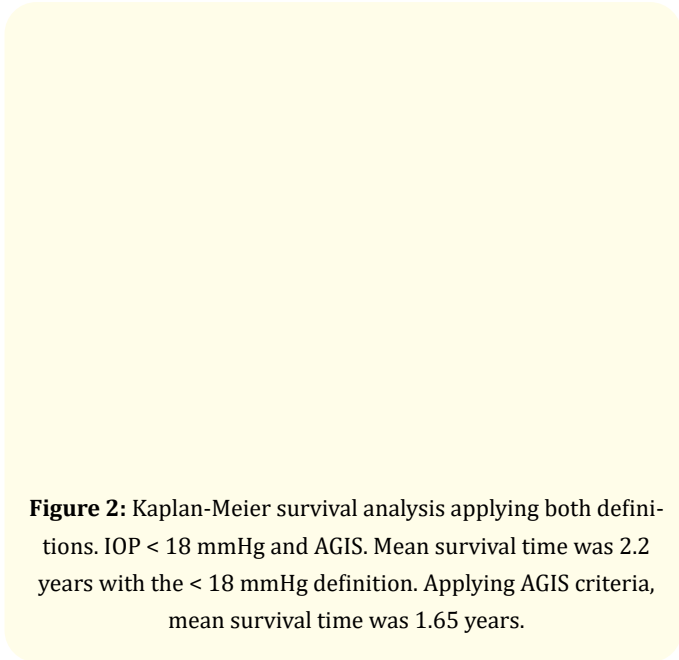 Figure 2: Kaplan-Meier survival analysis applying both defini-
tions. IOP < 18 mmHg and AGIS. Mean survival time was 2.2
years with the < 18 mmHg definition. Applying AGIS criteria,
mean survival time was 1.65 years.